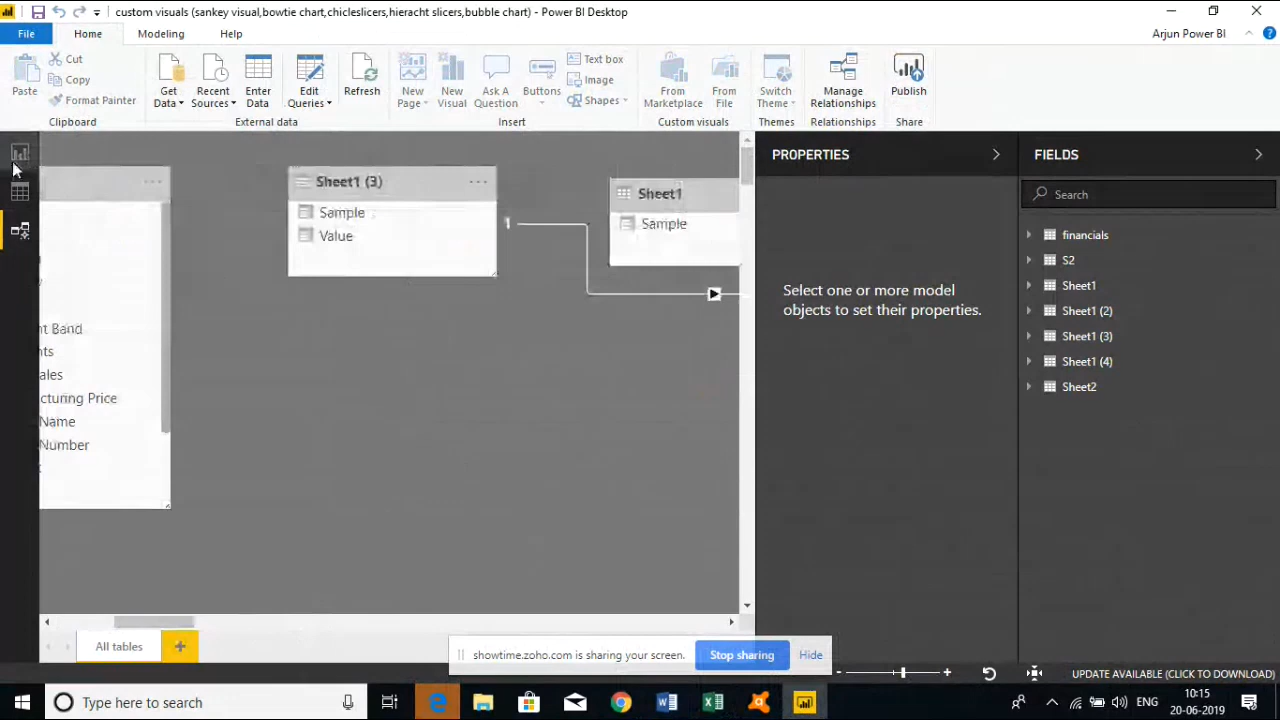 custom visuals (sankey visual,bowtie chart,chicleslicers,hieracht slicers,bubble chart) - Power BI Desktop
File
Home
Modeling
Help
Arjun Power BI
Paste
Cut
Copy
Format Painter
Clipboard
Get Data
Recent Sources
Enter Data
Edit Queries
Refresh
External data
New Page
New Visual
Ask A Question
Buttons
Text box
Image
Shapes
Insert
From Marketplace
From File
Custom visuals
Switch Theme
Themes
Manage Relationships
Relationships
Publish
Share
nt Band
nts
ales
cturing Price
Name
Number
Sheet1 (3)
Sample
Value
1
Sheet1
Sample
PROPERTIES
Select one or more model
objects to set their properties.
FIELDS
Search
financials
S2
Sheet1
Sheet1 (2)
Sheet1 (3)
Sheet1 (4)
Sheet2
All tables
showtime.zoho.com is sharing your screen.
Stop sharing
Hide
UPDATE AVAILABLE (CLICK TO DOWNLOAD)
Type here to search
ENG
10:15
20-06-2019